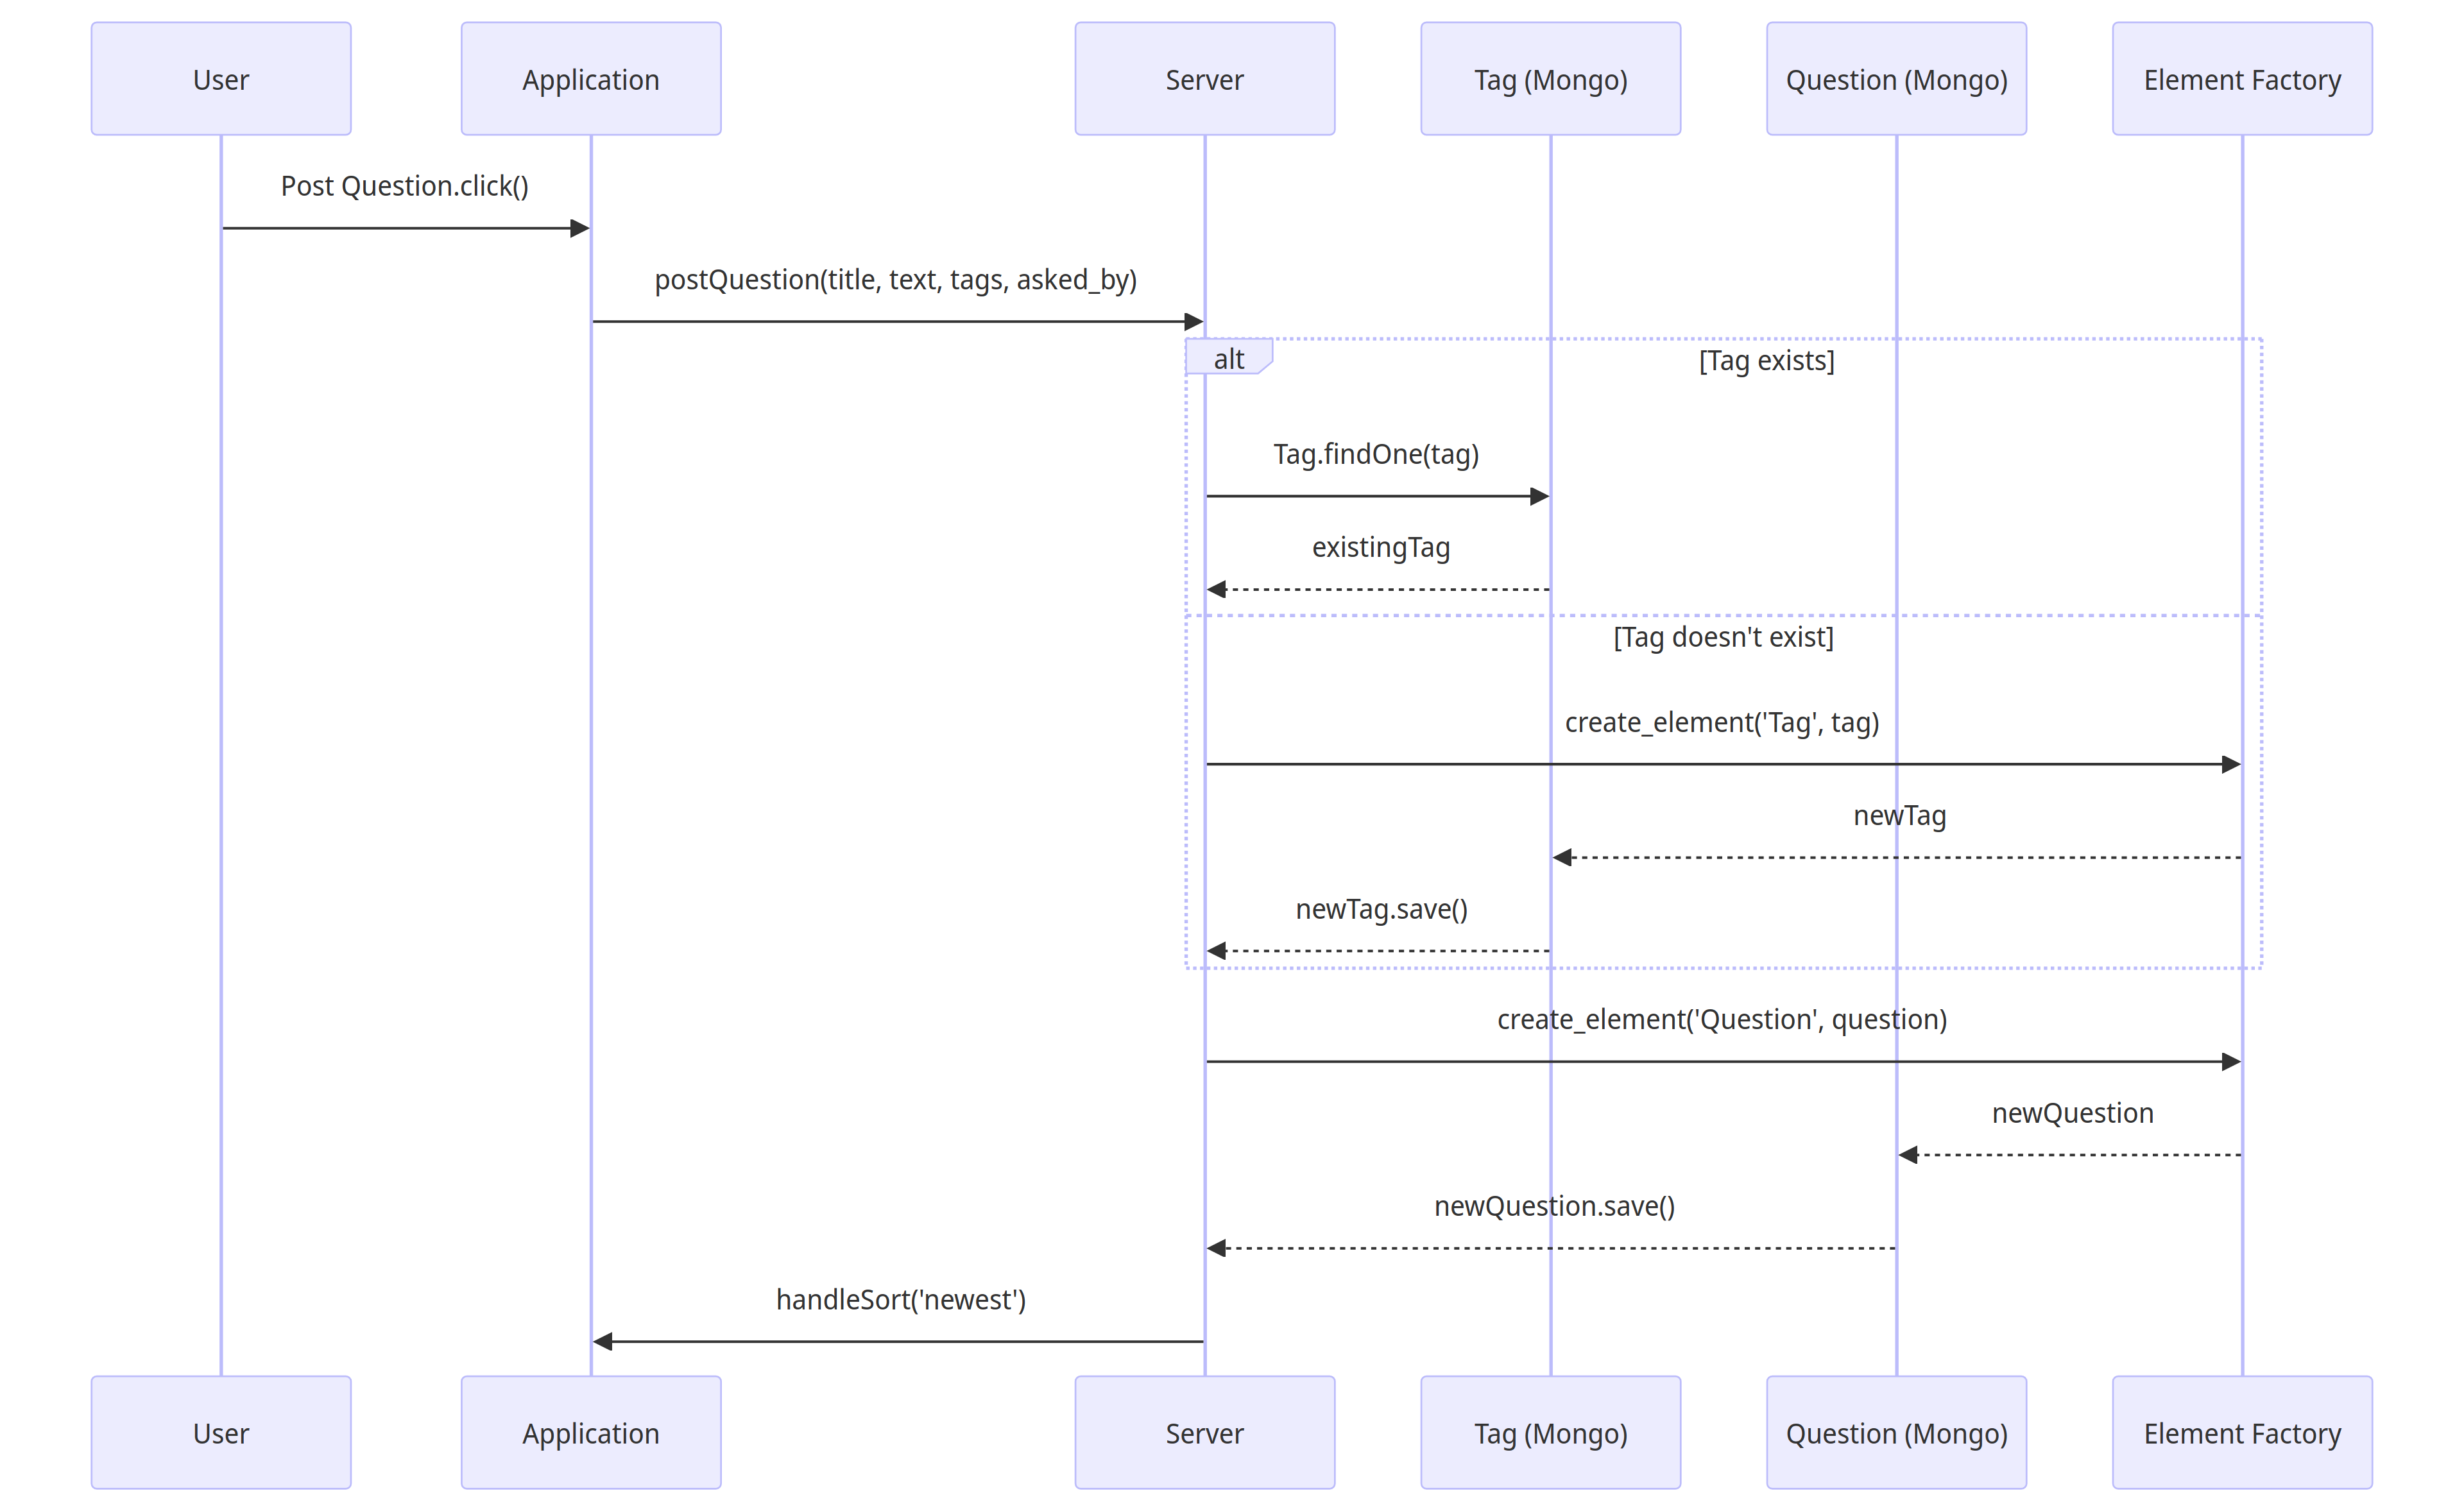 User
Application
Server
Tag (Mongo)
Question (Mongo)
Element Factory
Post Question.click()
postQuestion(title, text, tags, asked_by)
alt
[Tag exists]
Tag.findOne(tag)
existingTag
[Tag doesn't exist]
create_element('Tag', tag)
newTag
newTag.save()
create_element('Question', question)
newQuestion
newQuestion.save()
handleSort('newest')
User
Application
Server
Tag (Mongo)
Question (Mongo)
Element Factory